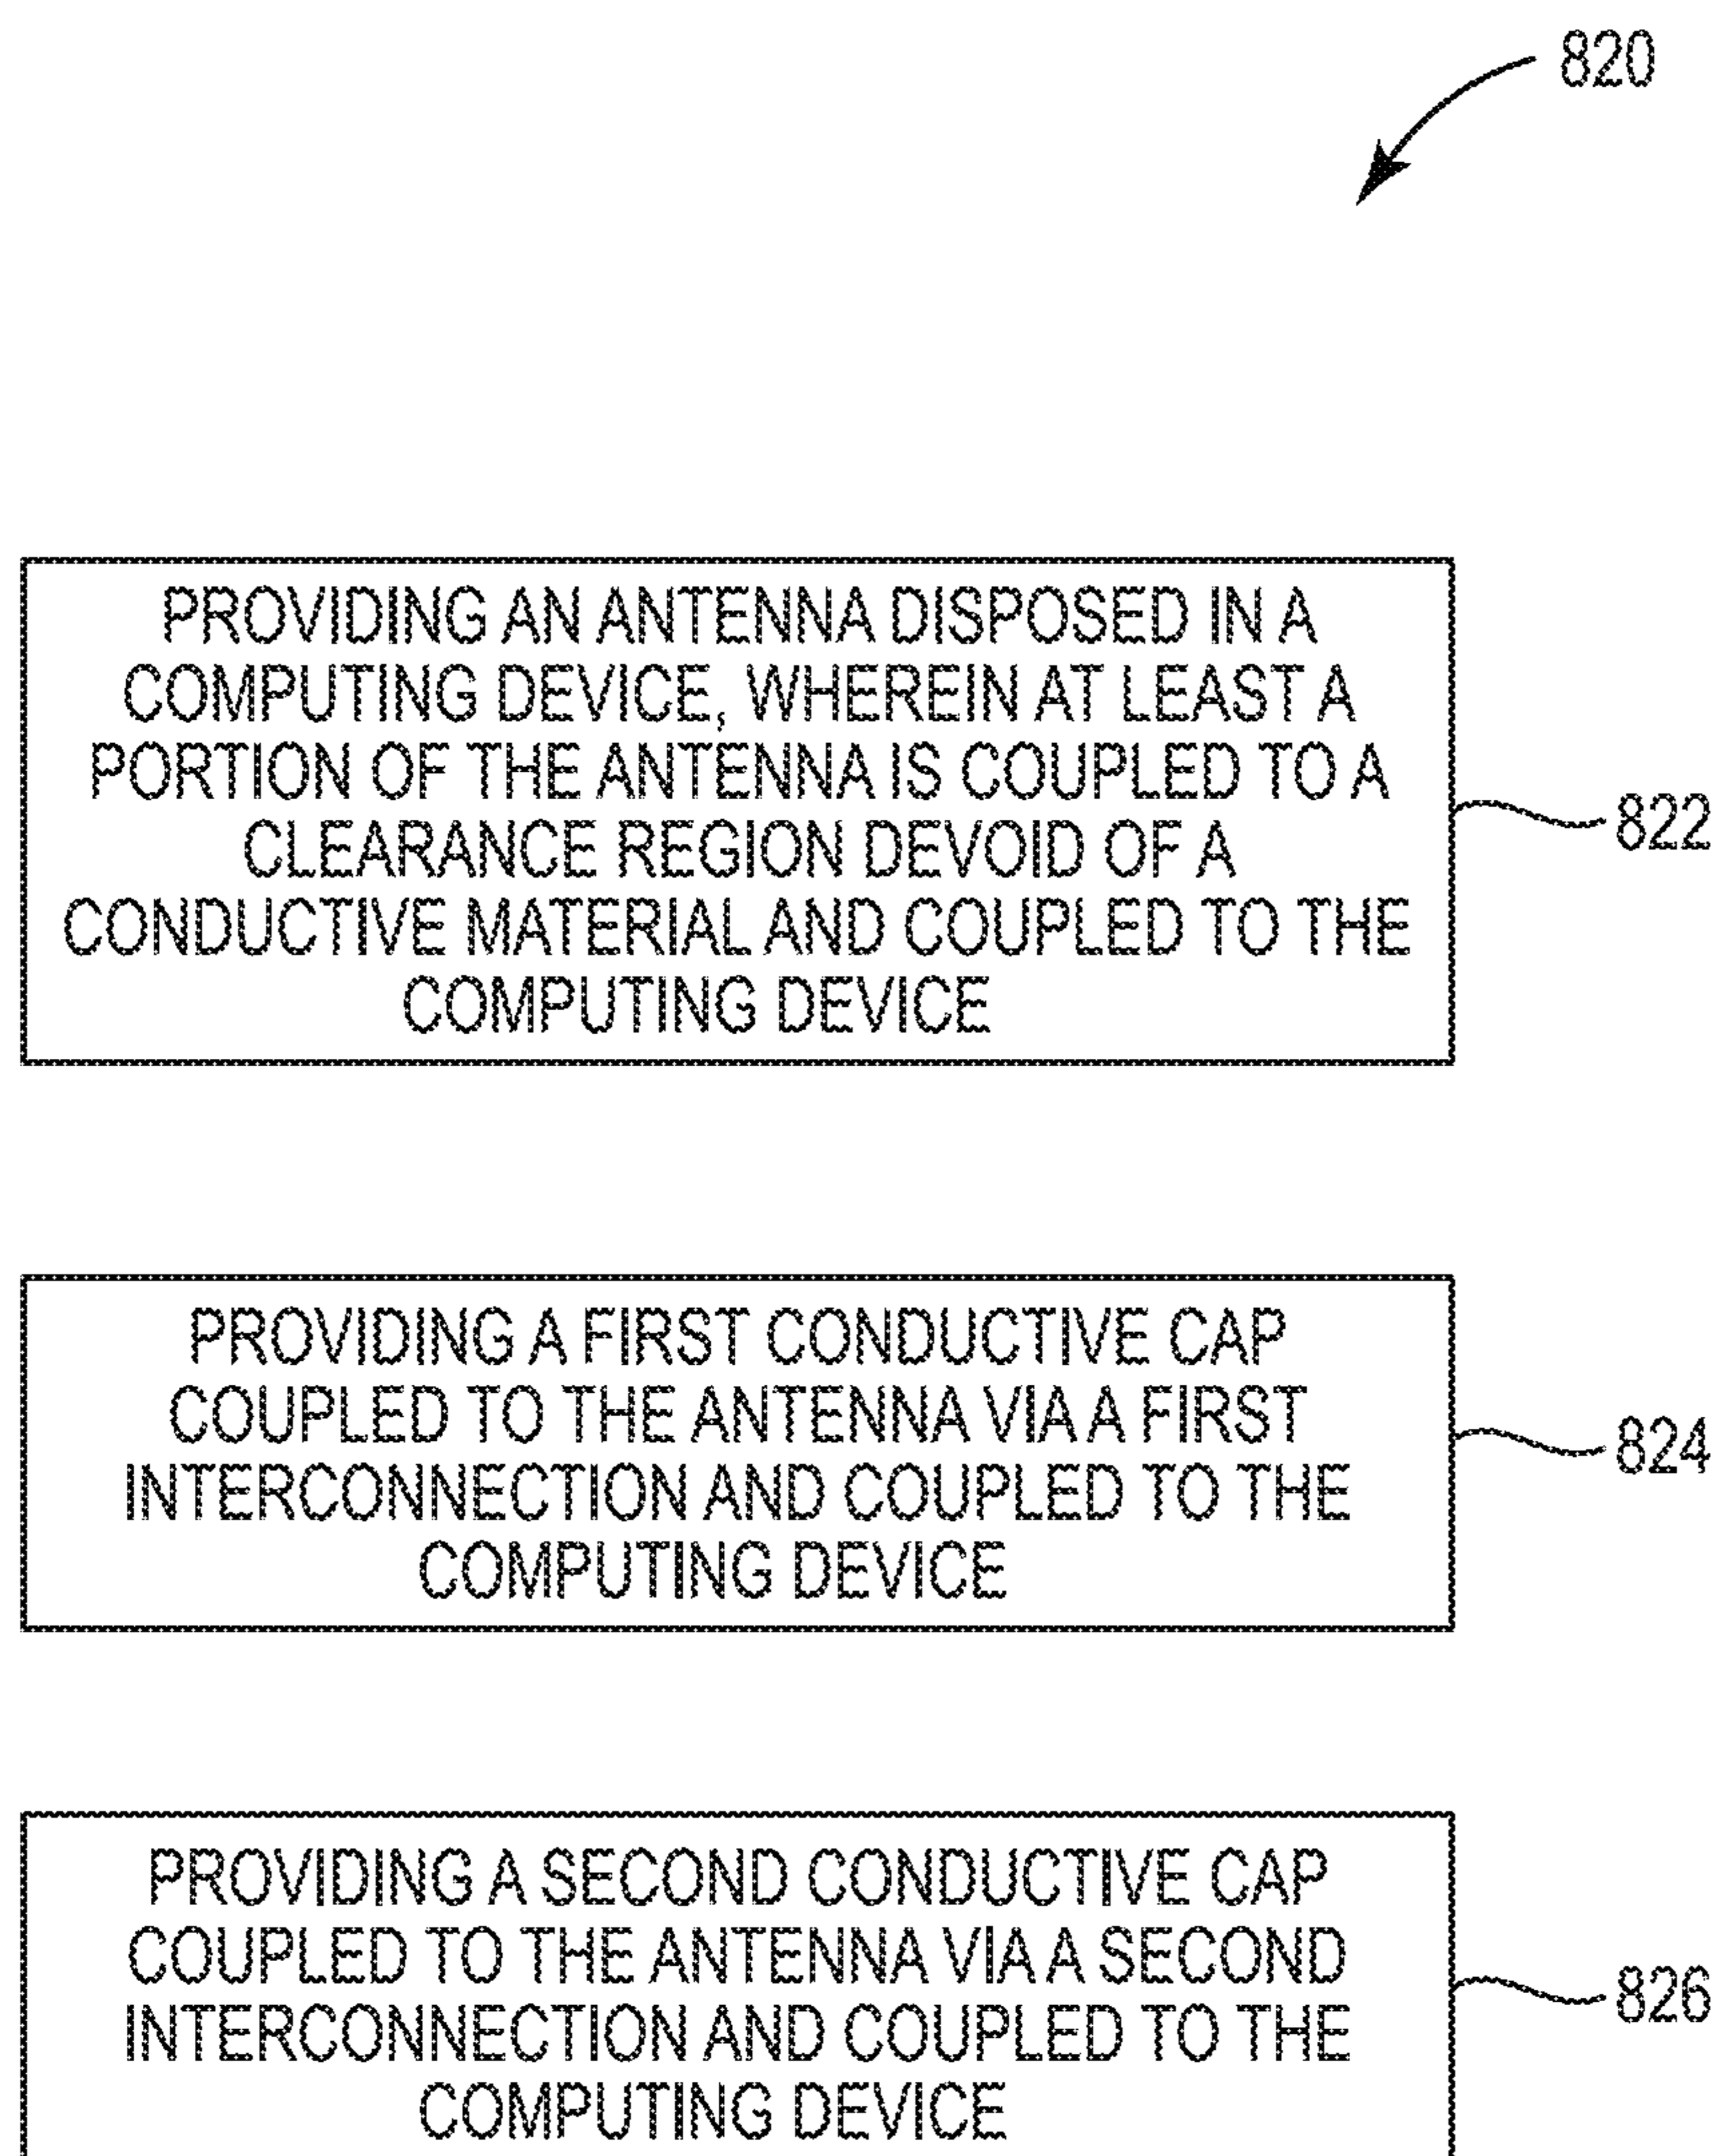 820
PROVIDING AN ANTENNA DISPOSED IN A
COMPUTING DEVICE, WHEREIN AT LEAST A
PORTION OF THE ANTENNA IS COUPLED TO A
CLEARANCE REGION DEVOID OF A
CONDUCTIVE MATERIAL AND COUPLED TO THE
COMPUTING DEVICE
822
PROVIDING A FIRST CONDUCTIVE CAP
COUPLED TO THE ANTENNA VIA A FIRST
INTERCONNECTION AND COUPLED TO THE
COMPUTING DEVICE
824
PROVIDING A SECOND CONDUCTIVE CAP
COUPLED TO THE ANTENNA VIA A SECOND
INTERCONNECTION AND COUPLED TO THE
COMPUTING DEVICE
826